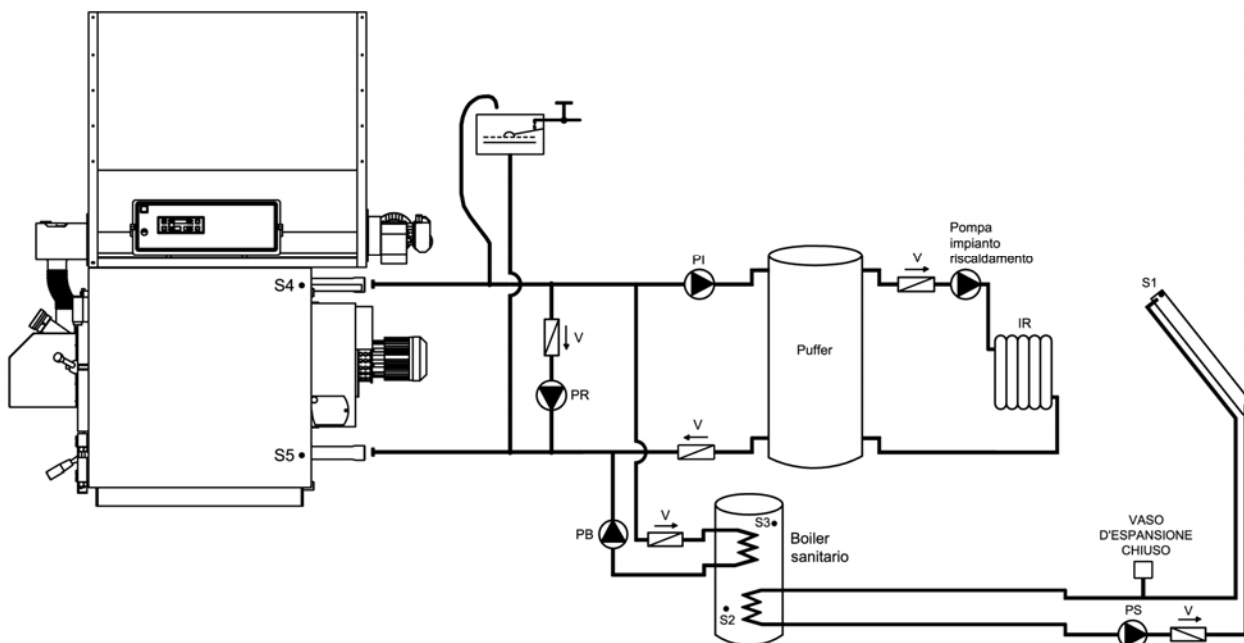 S4
S5
V
PR
PI
Puffer
V
Pompa
impianto
riscaldamento
IR
V
S1
PB
V
S3
S2
Boiler
sanitario
VASO
D'ESPANSIONE
CHIUSO
PS
V